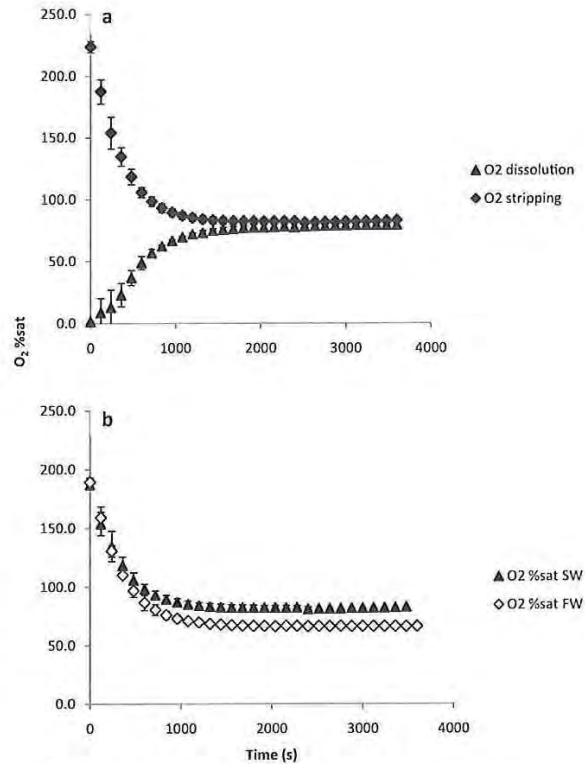 a
250.0
200.0
150.0
100.0
50.0
0.0
0 1000 2000 3000 4000
O2 dissolution
O2 stripping
O₂ %sat
b
250.0
200.0
150.0
100.0
50.0
0.0
0 1000 2000 3000 4000
O2 %sat SW
O2 %sat FW
Time (s)